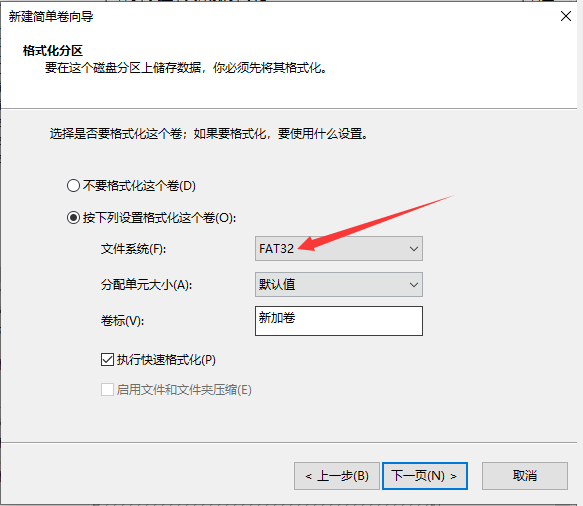 新建简单卷向导
格式化分区
要在这个磁盘分区上储存数据，你必须先将其格式化。
选择是否要格式化这个卷；如果要格式化，要使用什么设置。
不要格式化这个卷(D)
按下列设置格式化这个卷(O):
文件系统(F):
FAT32
分配单元大小(A):
默认值
卷标(V):
新加卷
执行快速格式化(P)
启用文件和文件夹压缩(E)
< 上一步(B)
下一页(N) >
取消